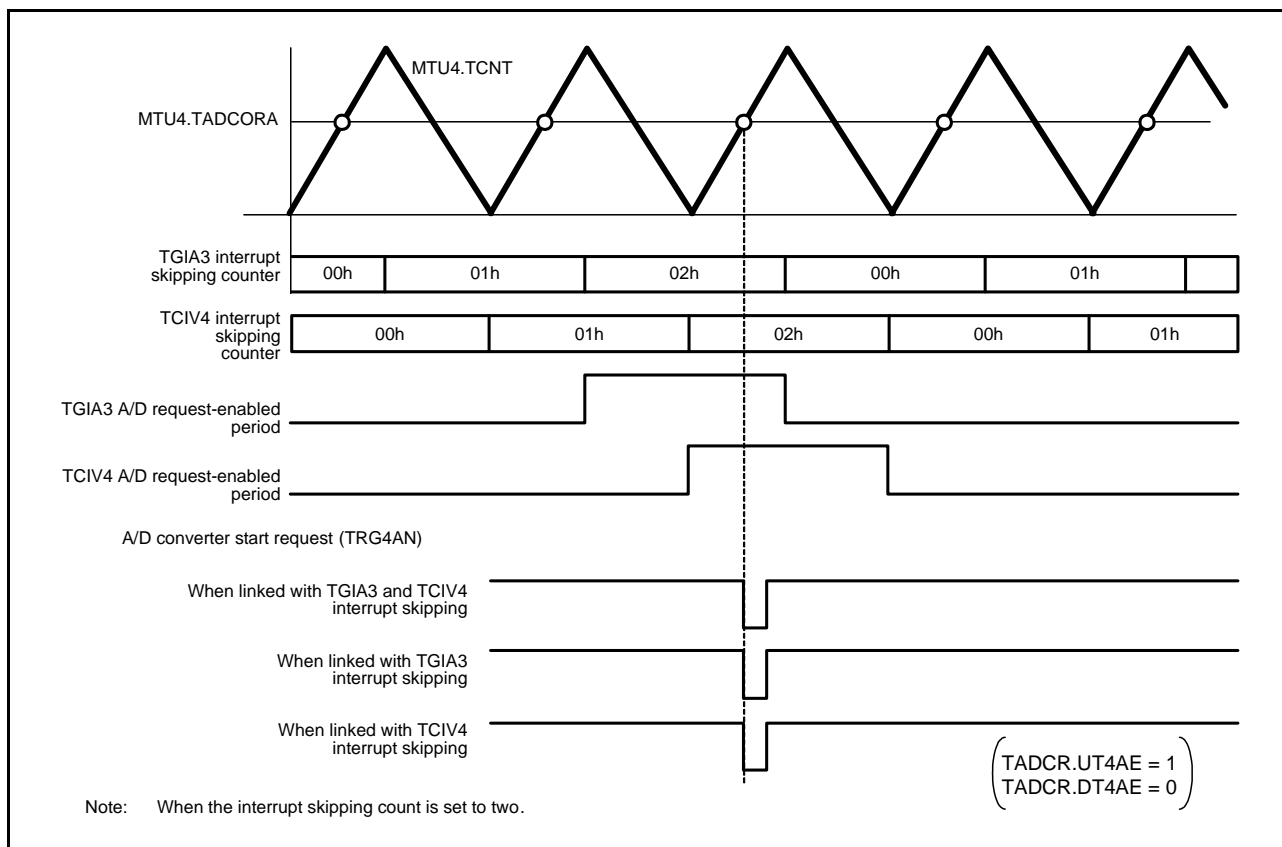 MTU4.TCNT
MTU4.TADCORA
TGIA3 interrupt
skipping counter
00h 01h 02h 00h 01h
TCIV4 interrupt
skipping
counter
00h 01h 02h 00h 01h
TGIA3 A/D request-enabled
period
TCIV4 A/D request-enabled
period
A/D converter start request (TRG4AN)
When linked with TGIA3 and TCIV4
interrupt skipping
When linked with TGIA3
interrupt skipping
When linked with TCIV4
interrupt skipping
TADCR.UT4AE = 1
TADCR.DT4AE = 0
Note: When the interrupt skipping count is set to two.